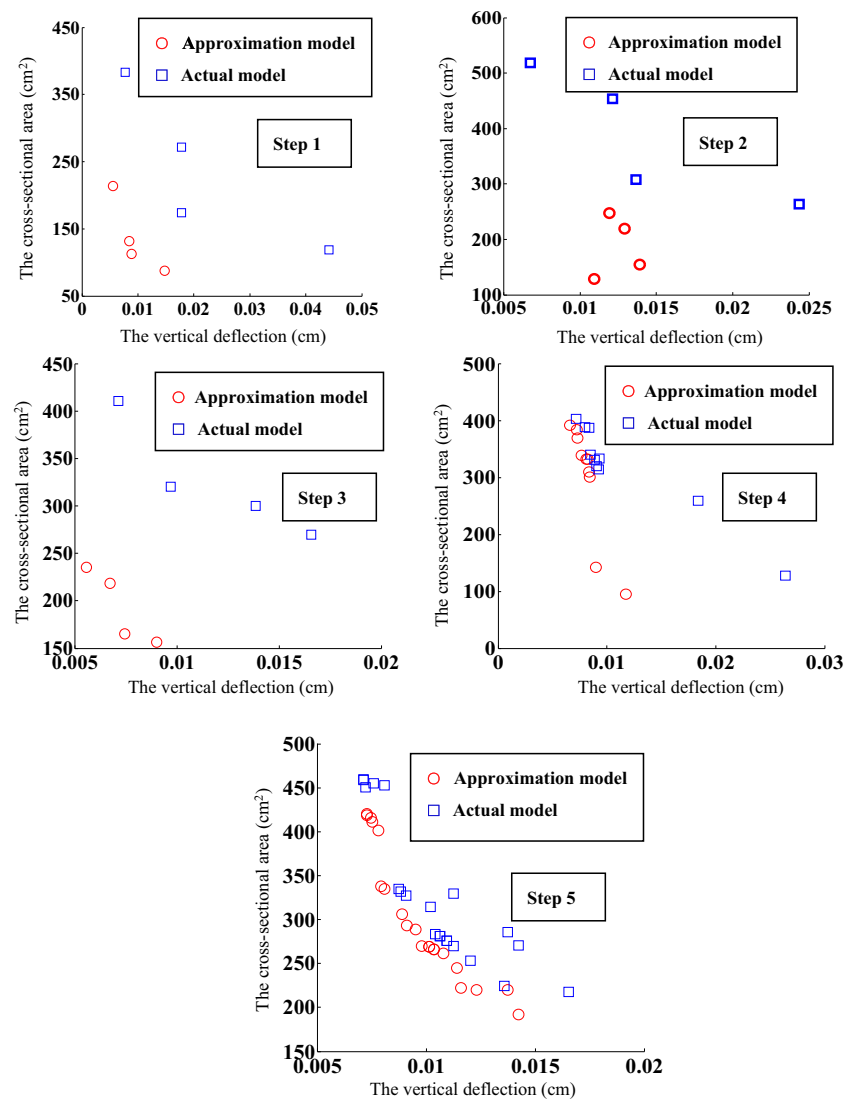 The cross-sectional area (cm²)
450
350
250
150
50
Approximation model
Actual model
Step 1
0 0.01 0.02 0.03 0.04 0.05
The vertical deflection (cm)
The cross-sectional area (cm²)
600
500
400
300
200
100
Approximation model
Actual model
Step 2
0.005 0.01 0.015 0.02 0.025
The vertical deflection (cm)
The cross-sectional area (cm²)
450
400
350
300
250
200
150
Approximation model
Actual model
Step 3
0.005 0.01 0.015 0.02
The vertical deflection (cm)
The cross-sectional area (cm²)
500
400
300
200
100
0
Approximation model
Actual model
Step 4
0 0.01 0.02 0.03
The vertical deflection (cm)
The cross-sectional area (cm²)
500
450
400
350
300
250
200
150
Approximation model
Actual model
Step 5
0.005 0.01 0.015 0.02
The vertical deflection (cm)